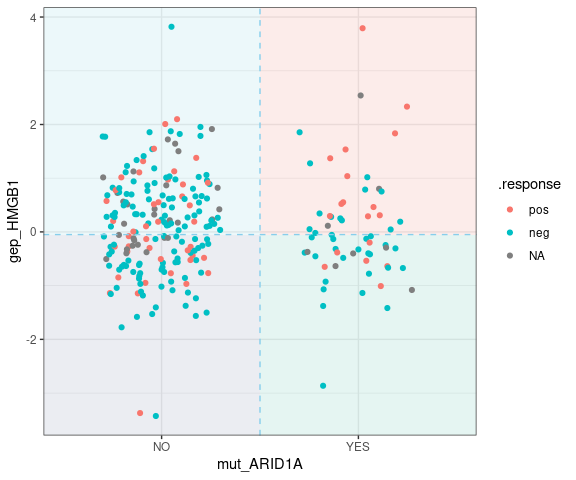 4
2
0
-2
gep_HMGB1
NO
YES
mut_ARID1A
.response
pos
neg
NA